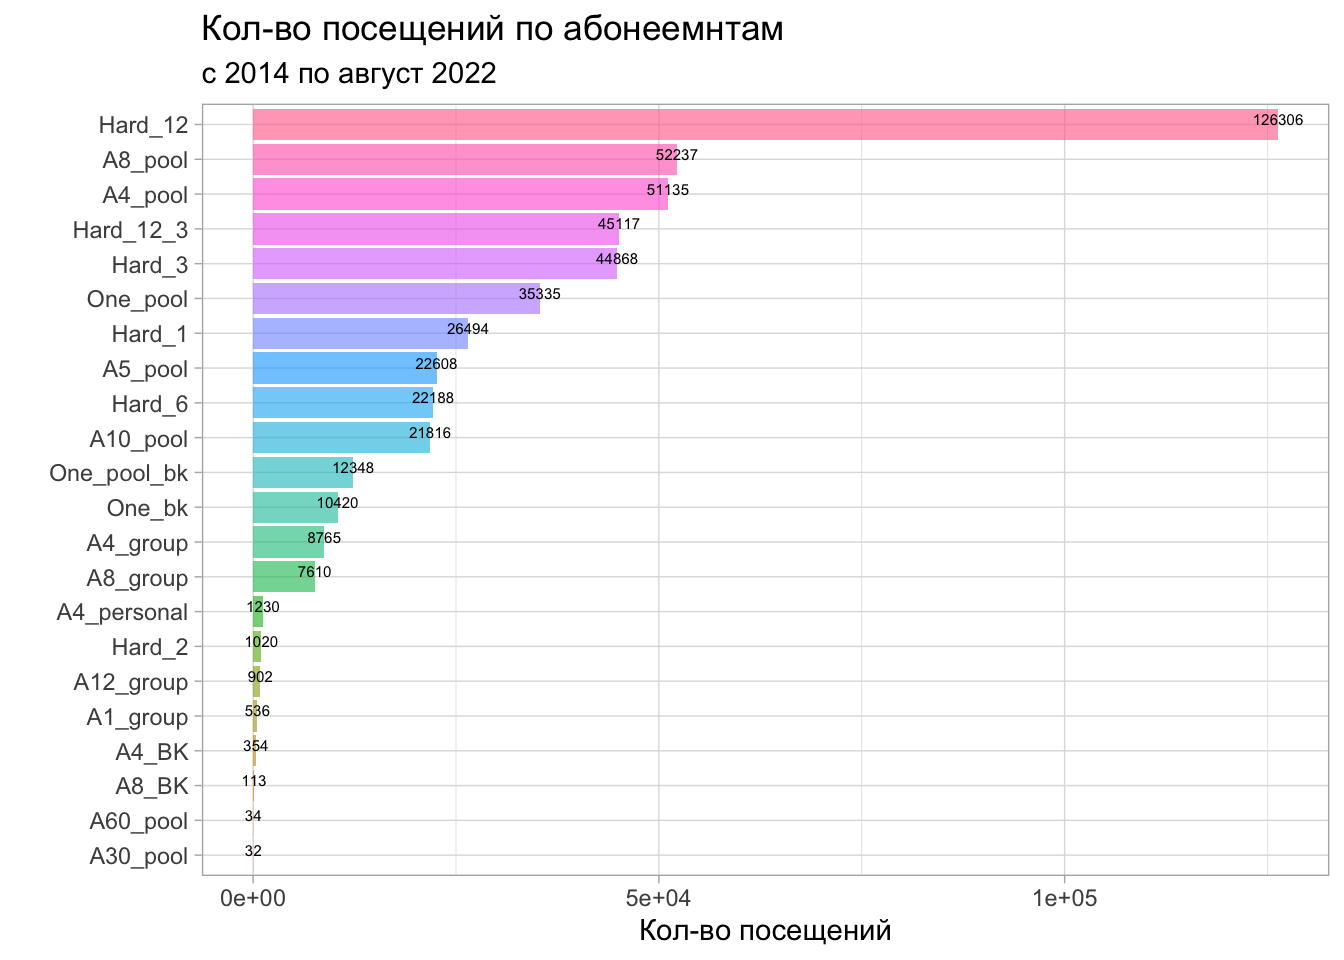 Кол-во посещений по абонеемнтам
с 2014 по август 2022
Hard_12 126306
A8_pool 52237
A4_pool 51135
Hard_12_3 45117
Hard_3 44868
One_pool 35335
Hard_1 26494
A5_pool 22608
Hard_6 22188
A10_pool 21816
One_pool_bk 12348
One_bk 10420
A4_group 8765
A8_group 7610
A4_personal 1230
Hard_2 1020
A12_group 902
A1_group 536
A4_BK 354
A8_BK 113
A60_pool 34
A30_pool 32
0e+00 5e+04 1e+05
Кол-во посещений